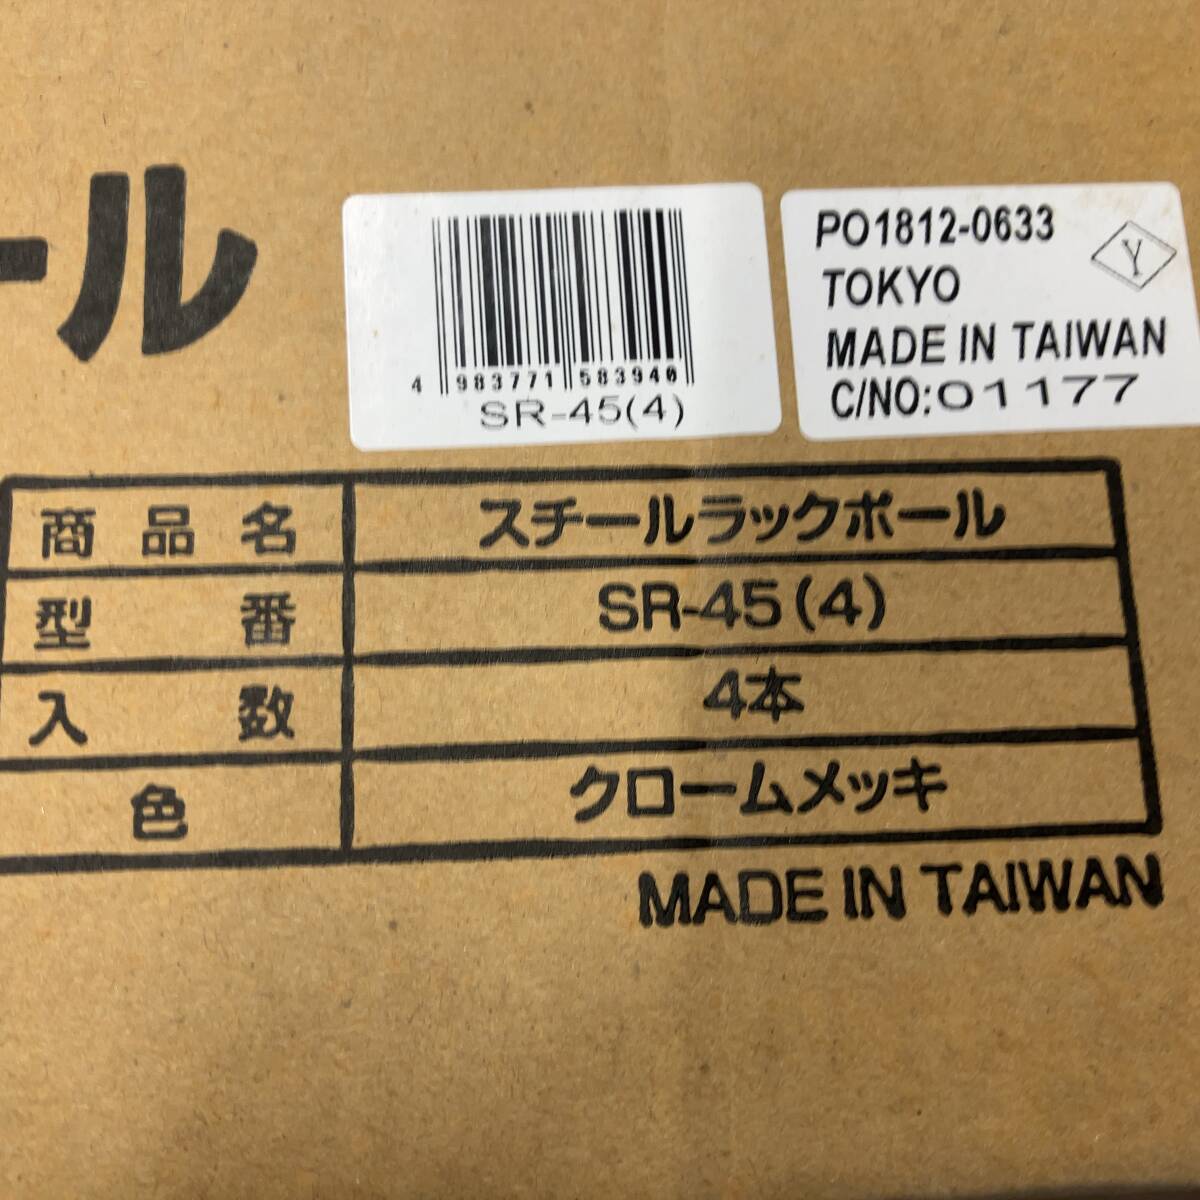 ール
4 983771 583940
SR-45(4)
PO1812-0633
Y
TOKYO
MADE IN TAIWAN
C/NO:01177
商品名 スチールラックポール
型番 SR-45(4)
入数 4本
色 クロームメッキ
MADE IN TAIWAN